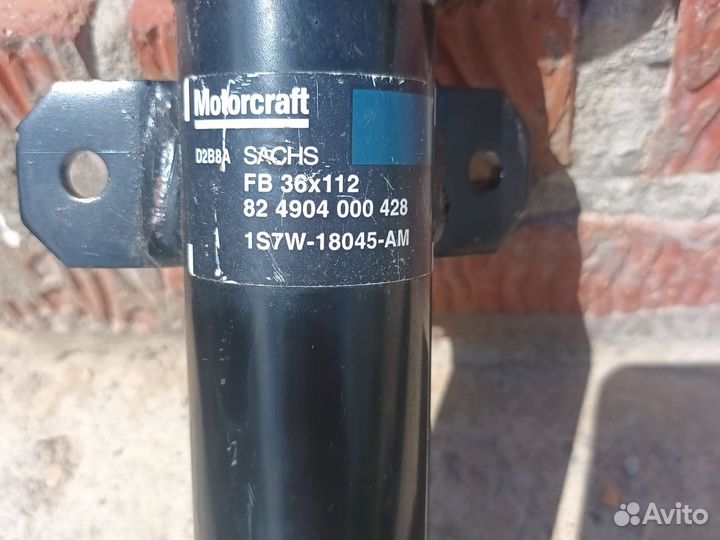 Motorcraft
D2B8A SACHS
FB 36x112
82 4904 000 428
1S7W-18045-AM
Avito